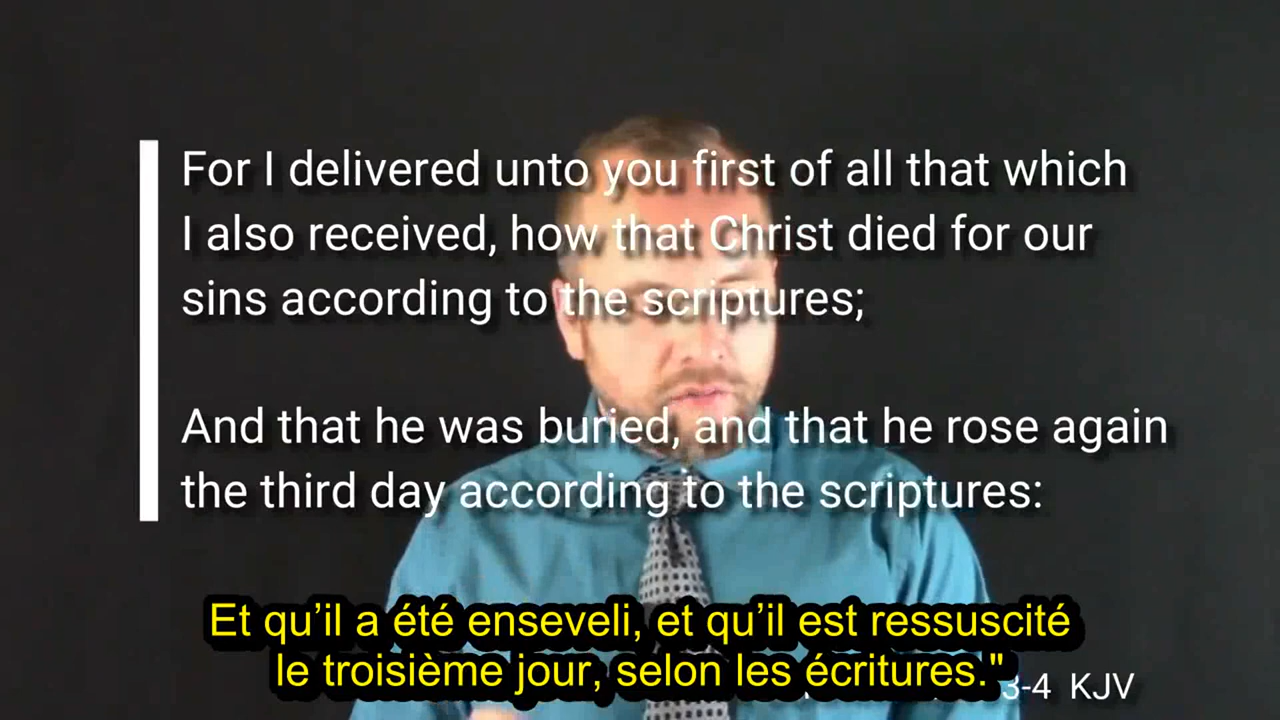 For I delivered unto you first of all that which
I also received, how that Christ died for our
sins according to the scriptures;
And that he was buried, and that he rose again
the third day according to the scriptures:
Et qu’il a été enseveli, et qu’il est ressuscité
le troisième jour, selon les écritures."
3-4 KJV